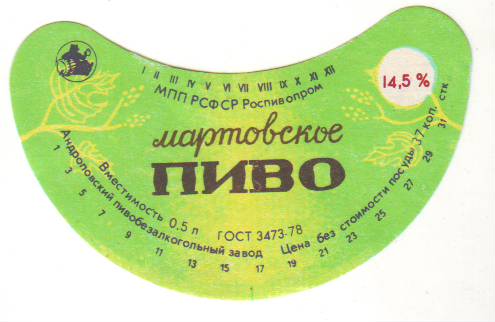 I II III IV V VI VII VIII IX X XI XII
МПП РСФСР Роспивопром
14,5 %
мартовское
ПИВО
Вместимость 0.5 л ГОСТ 3473-78 Цена без стоимости посуды 37 коп. стк
Андроповский пивобезалкогольный завод
1 3 5 7 9 11 13 15 17 19 21 23 25 27 29 31